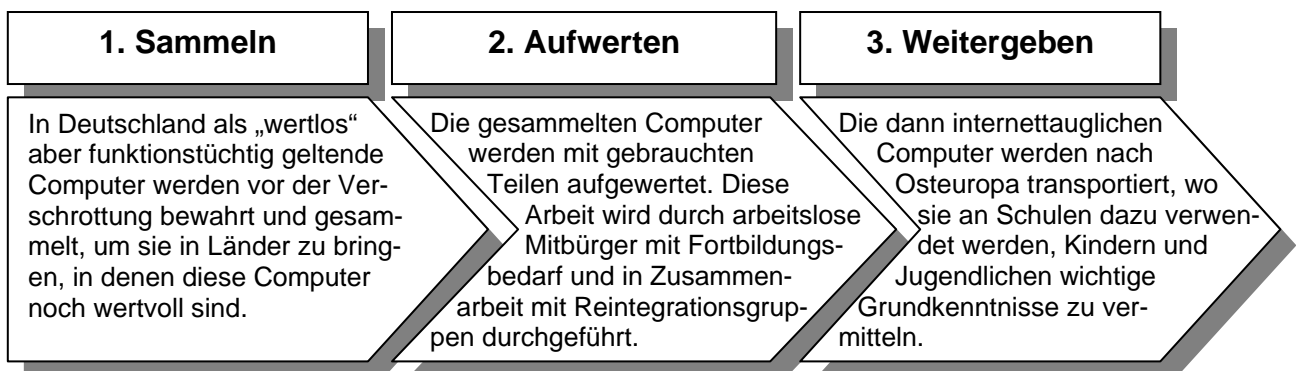 1. Sammeln
In Deutschland als „wertlos“
aber funktionstüchtig geltende
Computer werden vor der Ver-
schrottung bewahrt und gesam-
melt, um sie in Länder zu bring-
en, in denen diese Computer
noch wertvoll sind.
2. Aufwerten
Die gesammelten Computer
werden mit gebrauchten
Teilen aufgewertet. Diese
Arbeit wird durch arbeitslose
Mitbürger mit Fortbildungs-
bedarf und in Zusammen-
arbeit mit Reintegrationsgrup-
pen durchgeführt.
3. Weitergeben
Die dann internettauglichen
Computer werden nach
Osteuropa transportiert, wo
sie an Schulen dazu verwen-
det werden, Kindern und
Jugendlichen wichtige
Grundkenntnisse zu ver-
mitteln.